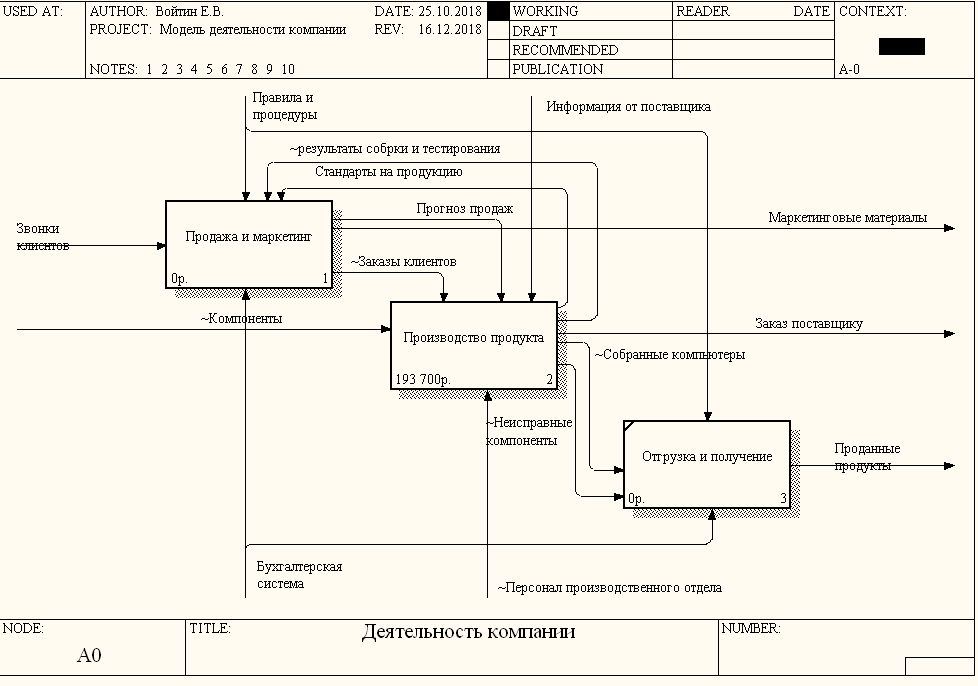 USED AT:
AUTHOR: Войтин Е.В.
DATE: 25.10.2018
PROJECT: Модель деятельности компании
REV: 16.12.2018
NOTES: 1 2 3 4 5 6 7 8 9 10
WORKING
DRAFT
RECOMMENDED
PUBLICATION
READER
DATE
CONTEXT:
A-0
Правила и
процедуры
Информация от поставщика
~результаты собрки и тестирования
Стандарты на продукцию
Прогноз продаж
Маркетинговые материалы
Звонки
клиентов
Продажа и маркетинг
0р.
1
~Заказы клиентов
~Компоненты
Заказ поставщику
Производство продукта
193 700р.
2
~Собранные компьютеры
~Неисправные
компоненты
Отгрузка и получение
0р.
3
Проданные
продукты
Бухгалтерская
система
~Персонал производственного отдела
NODE:
A0
TITLE:
Деятельность компании
NUMBER: